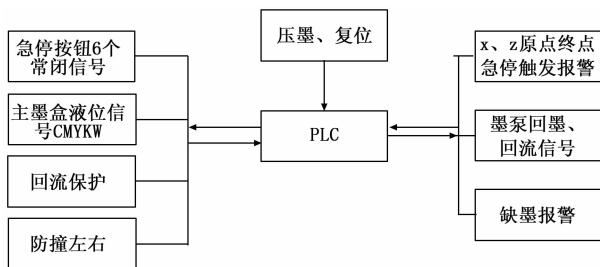 急停按钮6个
常闭信号
主墨盒液位信
号CMYKW
回流保护
防撞左右
压墨、复位
PLC
x、z原点终点
急停触发报警
墨泵回墨、
回流信号
缺墨报警